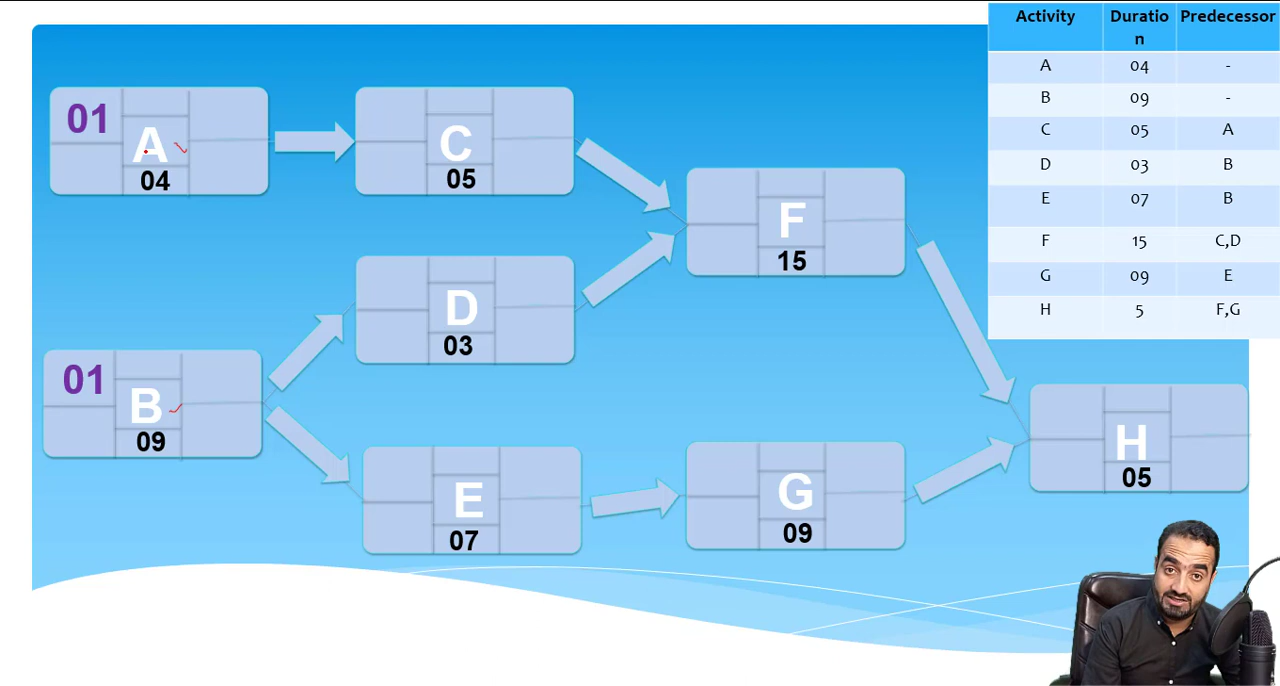 Activity Duratio
n Predecessor
A 04 -
B 09 -
C 05 A
D 03 B
E 07 B
F 15 C,D
G 09 E
H 5 F,G
01
A
04
C
05
F
15
D
03
01
B
09
E
07
G
09
H
05